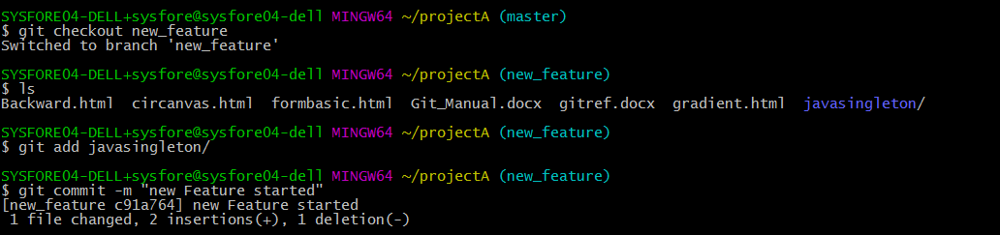 SYSFORE04-DELL+sysfore@sysfore04-dell MINGW64 ~/projectA (master)
$ git checkout new_feature
Switched to branch 'new_feature'
SYSFORE04-DELL+sysfore@sysfore04-dell MINGW64 ~/projectA (new_feature)
$ ls
Backward.html  circanvas.html  formbasic.html  Git_Manual.docx  gitref.docx  gradient.html  javasingleton/
SYSFORE04-DELL+sysfore@sysfore04-dell MINGW64 ~/projectA (new_feature)
$ git add javasingleton/
SYSFORE04-DELL+sysfore@sysfore04-dell MINGW64 ~/projectA (new_feature)
$ git commit -m "new Feature started"
[new_feature c91a764] new Feature started
 1 file changed, 2 insertions(+), 1 deletion(-)